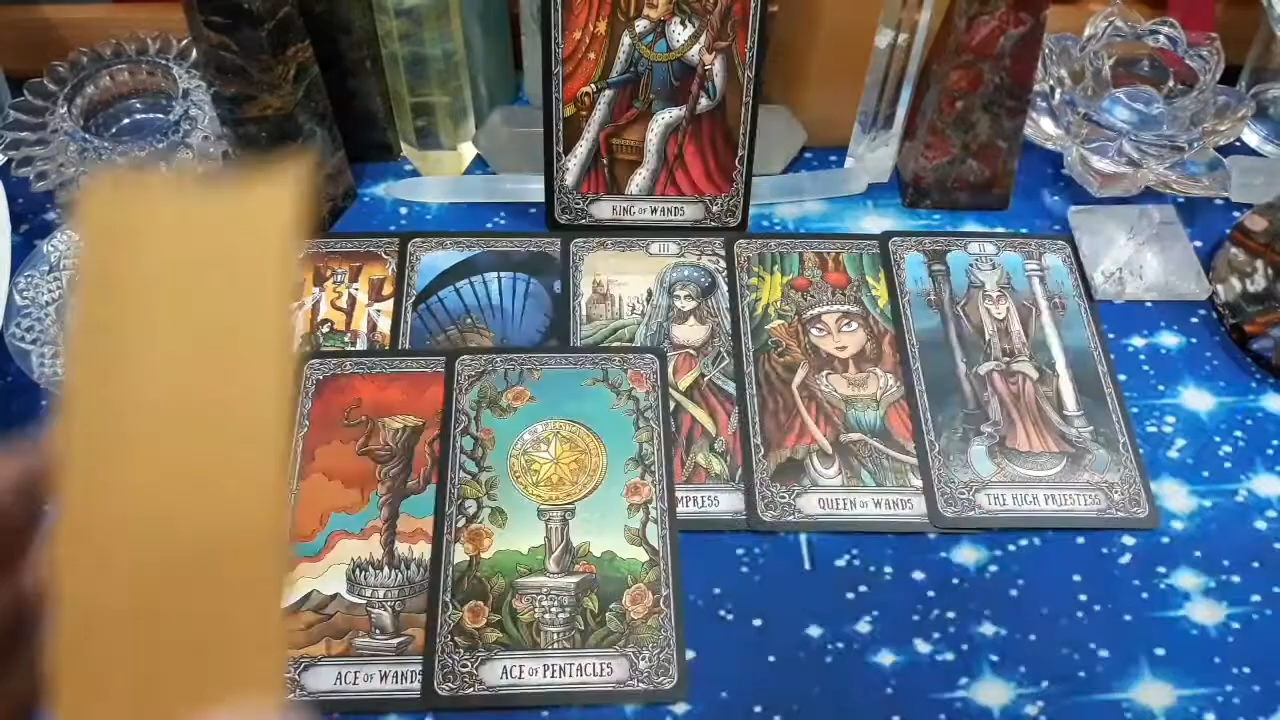 KING OF WANDS
III
II
MPRESS
QUEEN OF WANDS
THE HIGH PRIESTESS
ACE OF WANDS
ACE OF PENTACLES